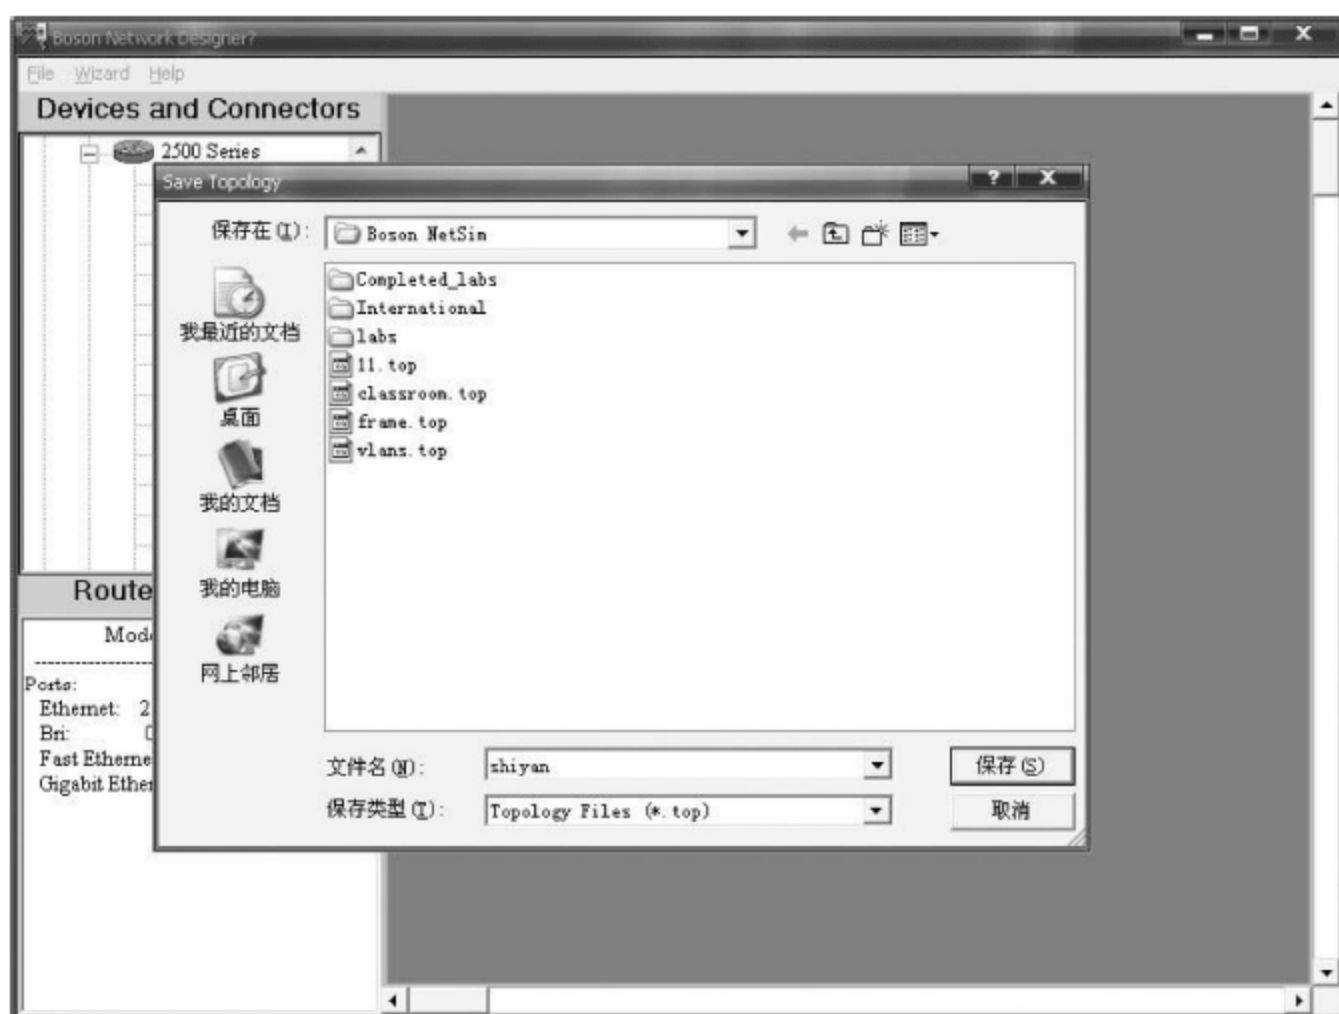 Boson Network Designer?
File Wizard Help
Devices and Connectors
2500 Series
Save Topology
保存在(I):
Boson NetSim
Completed_labs
International
labs
11.top
classroom.top
frame.top
vlans.top
我最近的文档
桌面
我的文档
我的电脑
网上邻居
文件名(N):
shiyan
保存(S)
保存类型(T):
Topology Files (*.top)
取消
Route
Mod
Ports:
Ethernet: 2
Bri:
Fast Etherne
Gigabit Ether